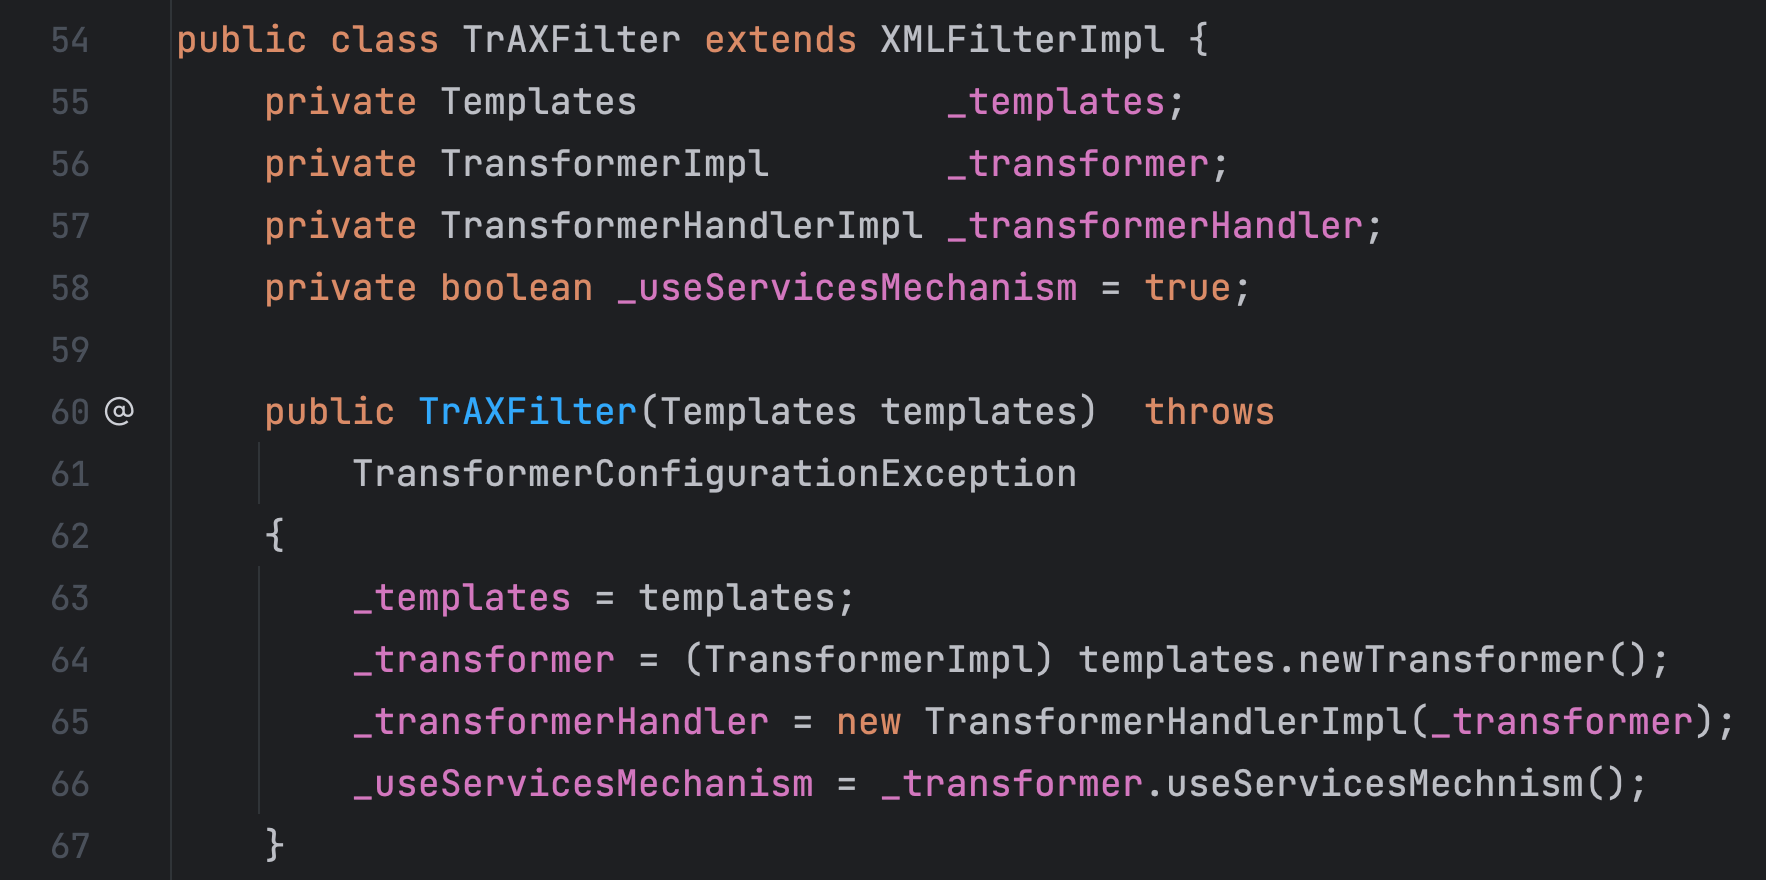 54 public class TrAXFilter extends XMLFilterImpl {
55 private Templates _templates;
56 private TransformerImpl _transformer;
57 private TransformerHandlerImpl _transformerHandler;
58 private boolean _useServicesMechanism = true;
59
60 @ public TrAXFilter(Templates templates) throws
61 TransformerConfigurationException
62 {
63 _templates = templates;
64 _transformer = (TransformerImpl) templates.newTransformer();
65 _transformerHandler = new TransformerHandlerImpl(_transformer);
66 _useServicesMechanism = _transformer.useServicesMechnism();
67 }